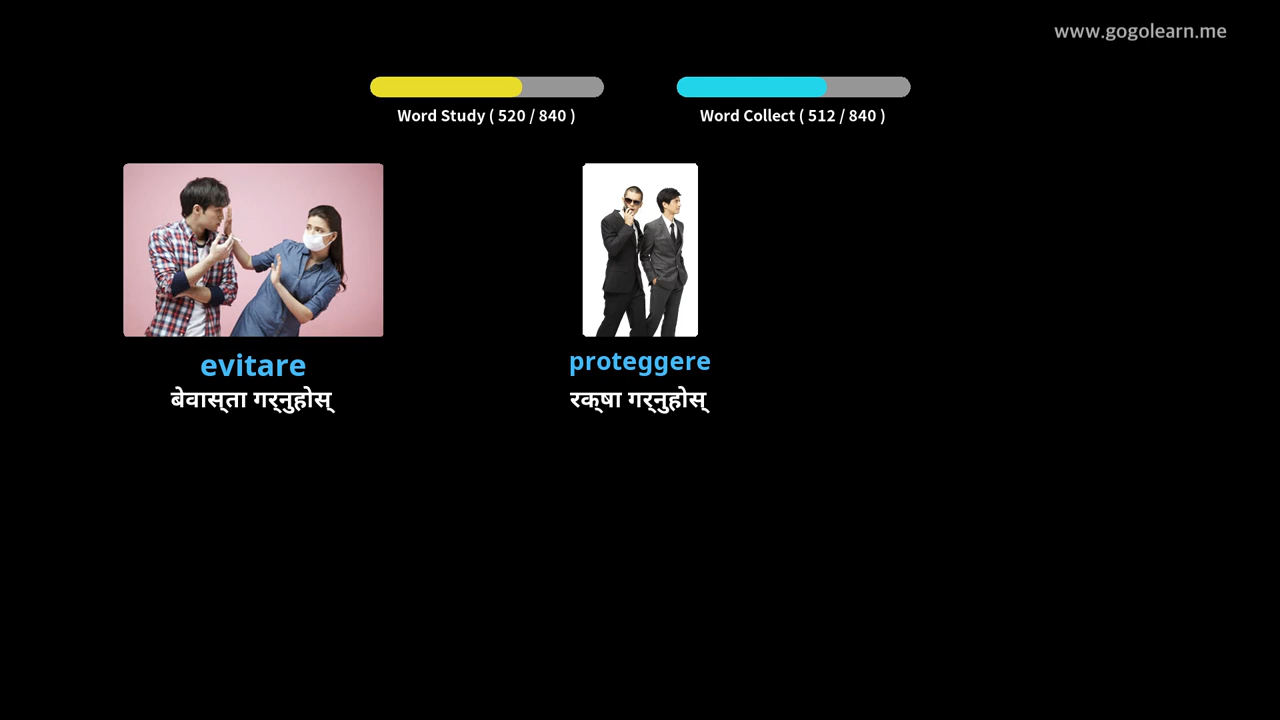 www.gogolearn.me
Word Study ( 520 / 840 )
Word Collect ( 512 / 840 )
evitare
बेवास्‌ता गर्‌नुहोस्
proteggere
रक्‌षा गर्‌नुहोस्